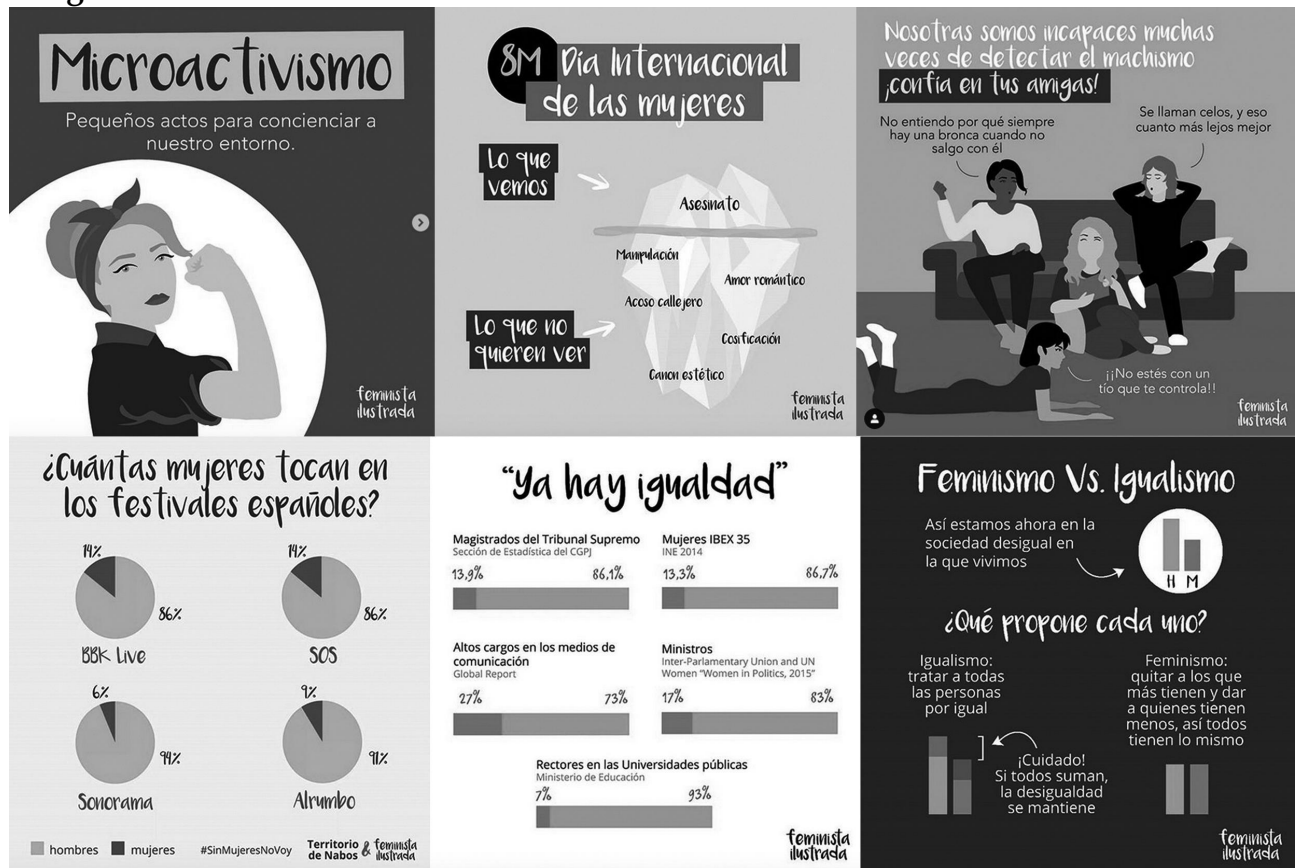 Microactivismo
Pequeños actos para concienciar a
nuestro entorno.
feminista
ilustrada
8M Día Internacional
de las mujeres
Lo que
vemos
Asesinato
Manipulación
Amor romántico
Acoso callejero
Lo que no
quieren ver
Cosificación
Canon estético
feminista
ilustrada
Nosotras somos incapaces muchas
veces de detectar el machismo
¡confía en tus amigas!
No entiendo por qué siempre
hay una bronca cuando no
salgo con él
Se llaman celos, y eso
cuanto más lejos mejor
¡¡No estés con un
tío que te controla!!
feminista
ilustrada
¿Cuántas mujeres tocan en
los festivales españoles?
14%
86%
BBK Live
14%
86%
SOS
6%
94%
Sonorama
9%
91%
Alrumbo
hombres mujeres #SinMujeresNoVoy
Territorio
de Nabos
&
feminista
ilustrada
"Ya hay igualdad"
Magistrados del Tribunal Supremo
Sección de Estadística del CGPJ
13,9% 86,1%
Mujeres IBEX 35
INE 2014
13,3% 86,7%
Altos cargos en los medios de
comunicación
Global Report
27% 73%
Ministros
Inter-Parlamentary Union and UN
Women "Women in Politics, 2015"
17% 83%
Rectores en las Universidades públicas
Ministerio de Educación
7% 93%
feminista
ilustrada
Feminismo Vs. Igualismo
Así estamos ahora en la
sociedad desigual en
la que vivimos
H M
¿Qué propone cada uno?
Igualismo:
tratar a todas
las personas
por igual
¡Cuidado!
Si todos suman,
la desigualdad
se mantiene
Feminismo:
quitar a los que
más tienen y dar
a quienes tienen
menos, así todos
tienen lo mismo
feminista
ilustrada